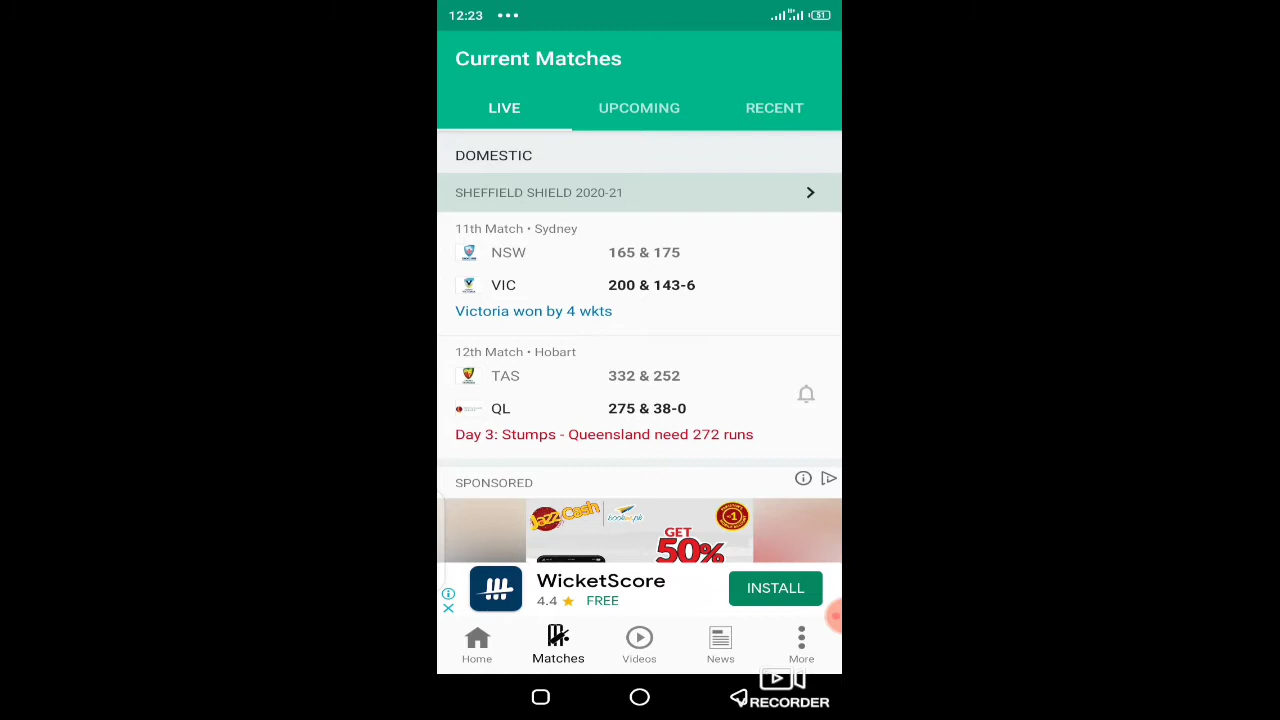 12:23
51
Current Matches
LIVE UPCOMING RECENT
DOMESTIC
SHEFFIELD SHIELD 2020-21
11th Match • Sydney
NSW 165 & 175
VIC 200 & 143-6
Victoria won by 4 wkts
12th Match • Hobart
TAS 332 & 252
QL 275 & 38-0
Day 3: Stumps - Queensland need 272 runs
SPONSORED
JazzCash
GET
50%
WicketScore
4.4 FREE
INSTALL
Home Matches Videos News More
RECORDER